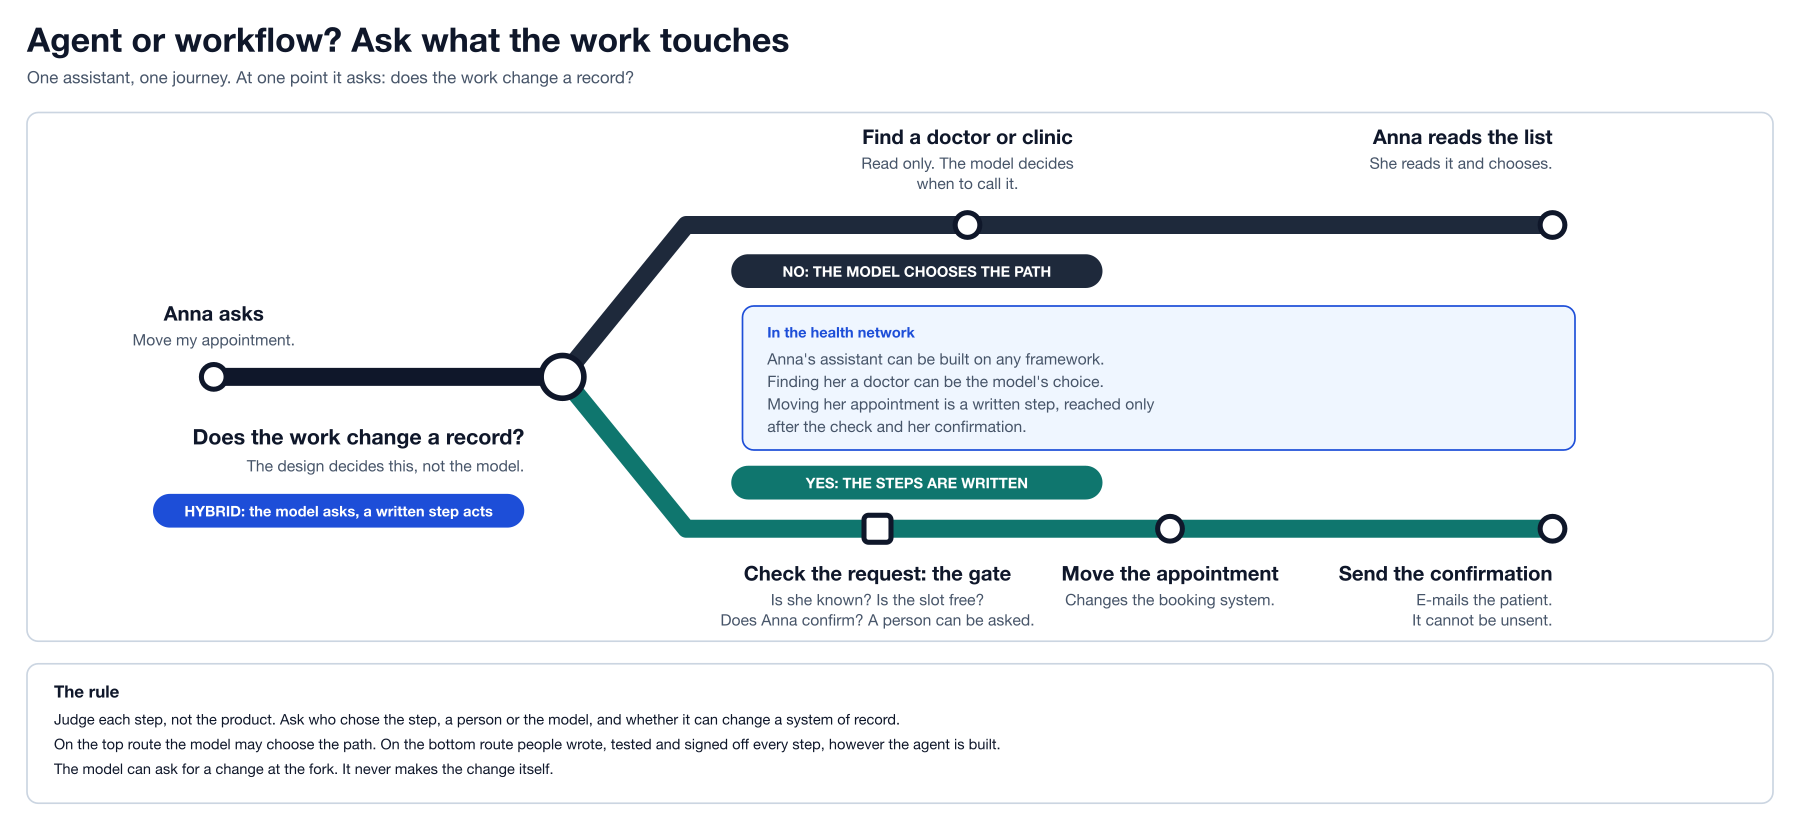 Agent or workflow? Ask what the work touches
One assistant, one journey. At one point it asks: does the work change a record?
Find a doctor or clinic
Read only. The model decides
when to call it.
Anna reads the list
She reads it and chooses.
NO: THE MODEL CHOOSES THE PATH
Anna asks
Move my appointment.
In the health network
Anna's assistant can be built on any framework.
Finding her a doctor can be the model's choice.
Moving her appointment is a written step, reached only
after the check and her confirmation.
Does the work change a record?
The design decides this, not the model.
HYBRID: the model asks, a written step acts
YES: THE STEPS ARE WRITTEN
Check the request: the gate
Is she known? Is the slot free?
Does Anna confirm? A person can be asked.
Move the appointment
Changes the booking system.
Send the confirmation
E-mails the patient.
It cannot be unsent.
The rule
Judge each step, not the product. Ask who chose the step, a person or the model, and whether it can change a system of record.
On the top route the model may choose the path. On the bottom route people wrote, tested and signed off every step, however the agent is built.
The model can ask for a change at the fork. It never makes the change itself.